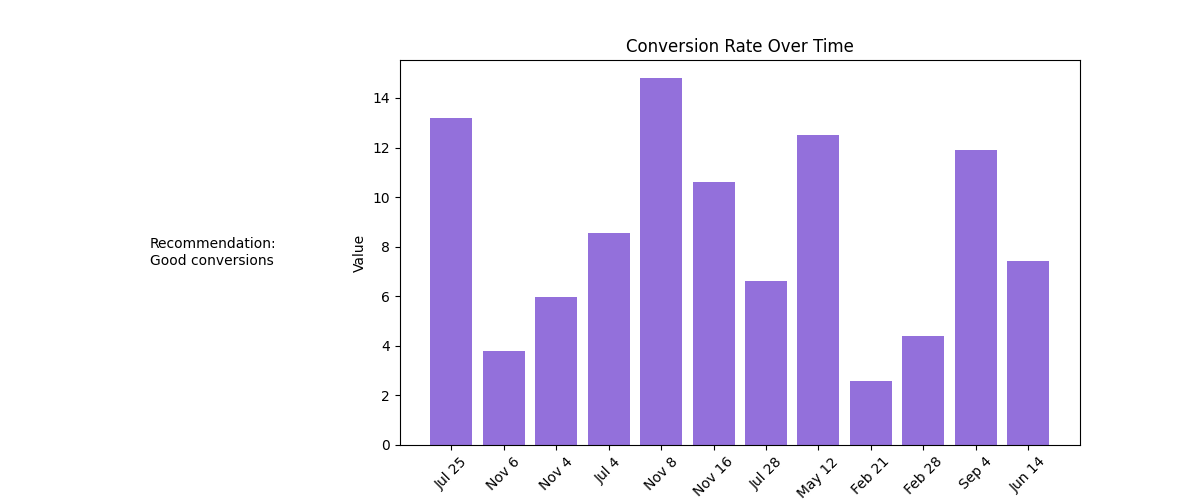 Conversion Rate Over Time
Recommendation:
Good conversions
Value
14
12
10
8
6
4
2
0
Jul 25
Nov 6
Nov 4
Jul 4
Nov 8
Nov 16
Jul 28
May 12
Feb 21
Feb 28
Sep 4
Jun 14